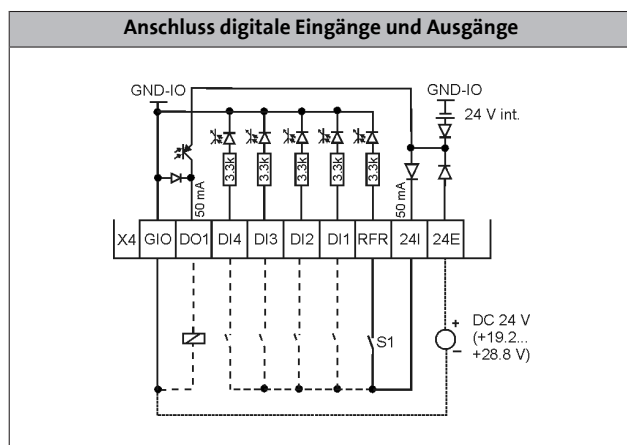 Anschluss digitale Eingänge und Ausgänge
GND-IO
GND-IO
24 V int.
3.3k
3.3k
3.3k
3.3k
3.3k
50 mA
50 mA
X4 GIO DO1 DI4 DI3 DI2 DI1 RFR 24I 24E
S1
+
DC 24 V
(+19.2...
+28.8 V)
–